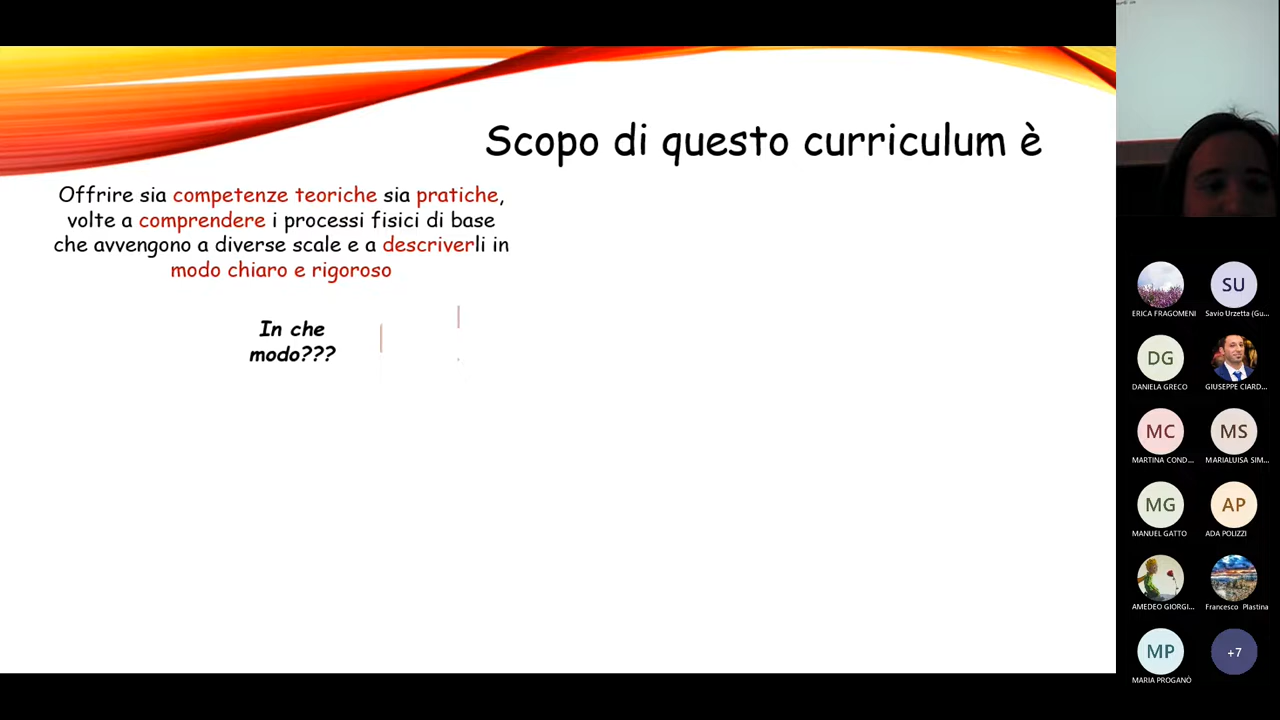 Scopo di questo curriculum è
Offrire sia competenze teoriche sia pratiche,
volte a comprendere i processi fisici di base
che avvengono a diverse scale e a descriverli in
modo chiaro e rigoroso
In che
modo???
ERICA FRAGOMENI
SU
Savio Urzetta (Gu...
DG
DANIELA GRECO
GIUSEPPE CIARD...
MC
MARTINA COND...
MS
MARIALUISA SIM...
MG
MANUEL GATTO
AP
ADA POLIZZI
AMEDEO GIORGI...
Francesco Plastina
MP
MARIA PROGANÒ
+7